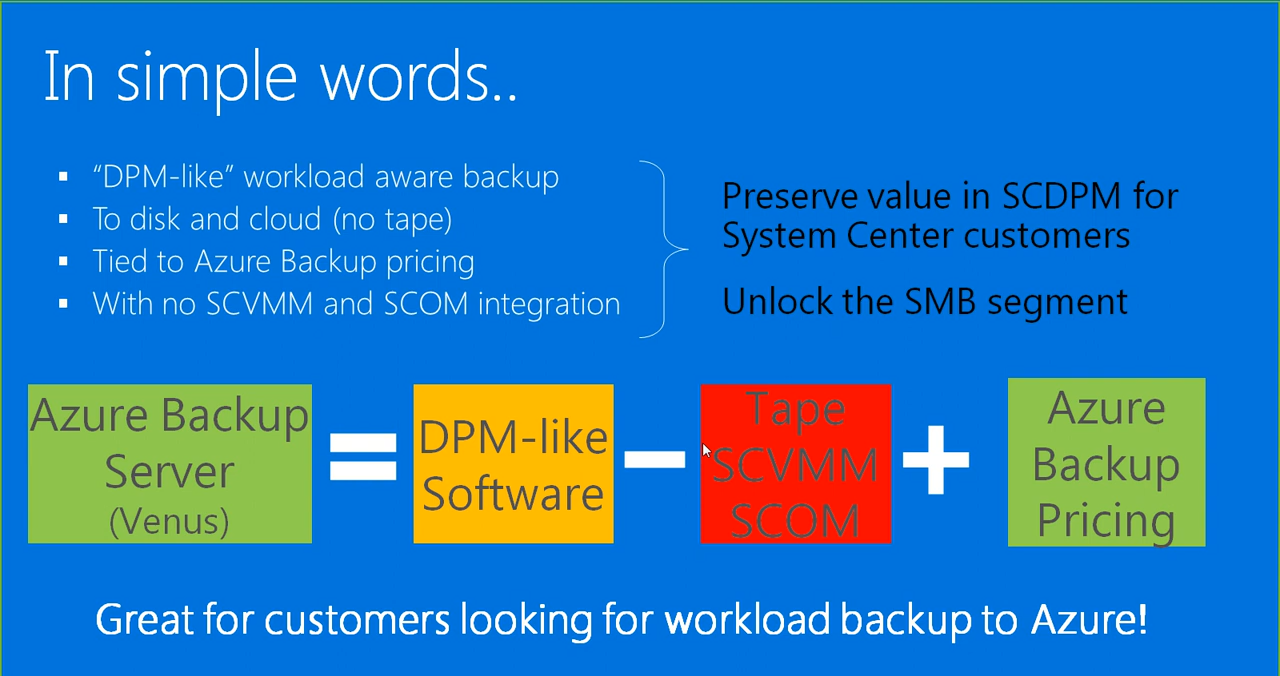 In simple words..
“DPM-like” workload aware backup
To disk and cloud (no tape)
Tied to Azure Backup pricing
With no SCVMM and SCOM integration
Preserve value in SCDPM for
System Center customers
Unlock the SMB segment
Azure Backup
Server
(Venus)
=
DPM-like
Software
–
Tape
SCVMM
SCOM
+
Azure
Backup
Pricing
Great for customers looking for workload backup to Azure!